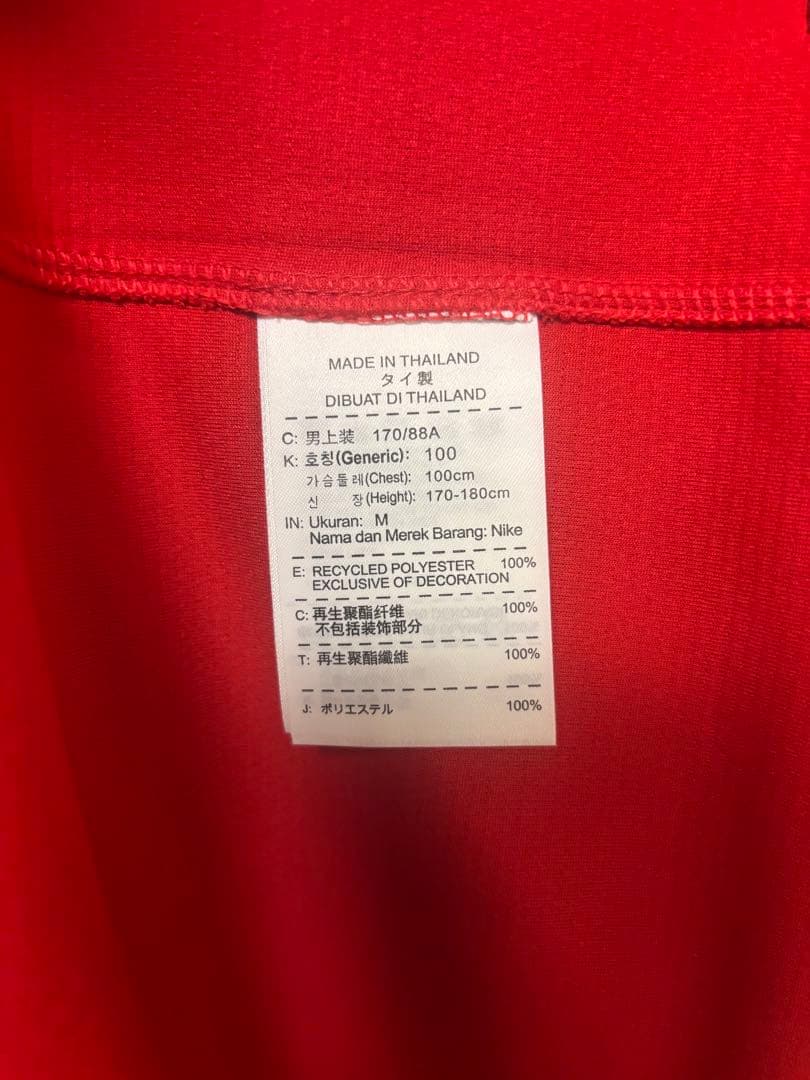 MADE IN THAILAND
タイ製
DIBUAT DI THAILAND
C: 男上装 170/88A
K: 호칭(Generic): 100
가슴둘레(Chest): 100cm
신 장(Height): 170-180cm
IN: Ukuran: M
Nama dan Merek Barang: Nike
E: RECYCLED POLYESTER 100%
EXCLUSIVE OF DECORATION
C: 再生聚酯纤维 100%
不包括装饰部分
T: 再生聚酯纖維 100%
J: ポリエステル 100%